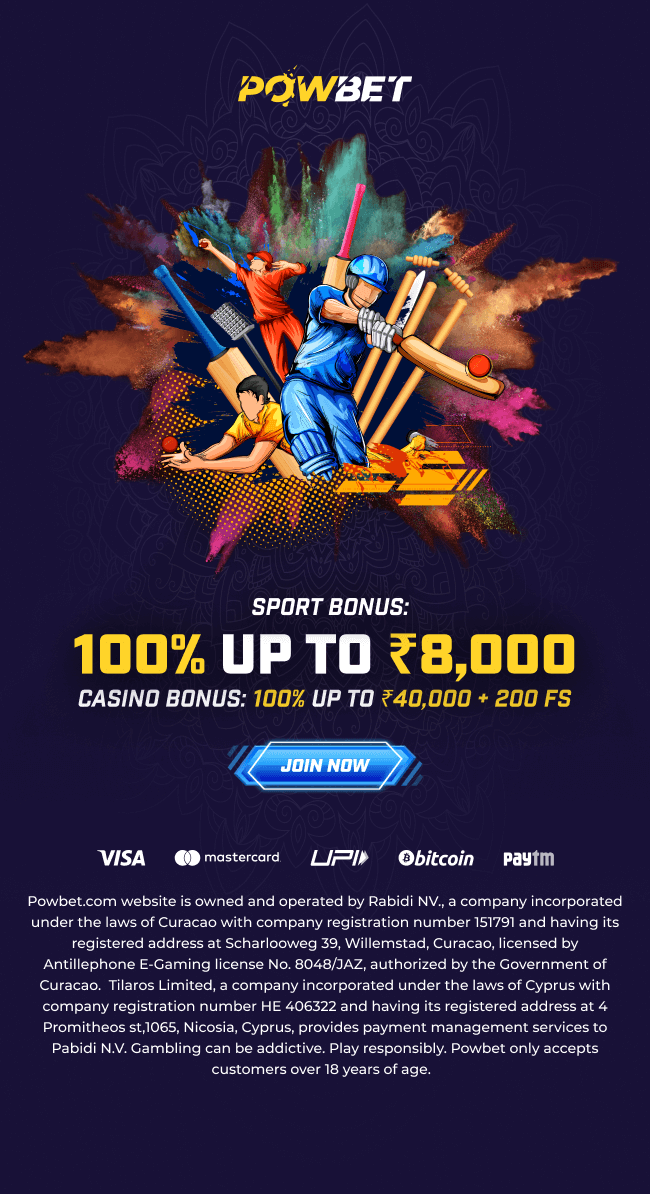 POWBET
SPORT BONUS:
100% UP TO ₹8,000
CASINO BONUS: 100% UP TO ₹40,000 + 200 FS
JOIN NOW
VISA mastercard. UPI bitcoin paytm
Powbet.com website is owned and operated by Rabidi NV., a company incorporated
under the laws of Curacao with company registration number 151791 and having its
registered address at Scharlooweg 39, Willemstad, Curacao, licensed by
Antillephone E-Gaming license No. 8048/JAZ, authorized by the Government of
Curacao. Tilaros Limited, a company incorporated under the laws of Cyprus with
company registration number HE 406322 and having its registered address at 4
Promitheos st,1065, Nicosia, Cyprus, provides payment management services to
Pabidi N.V. Gambling can be addictive. Play responsibly. Powbet only accepts
customers over 18 years of age.